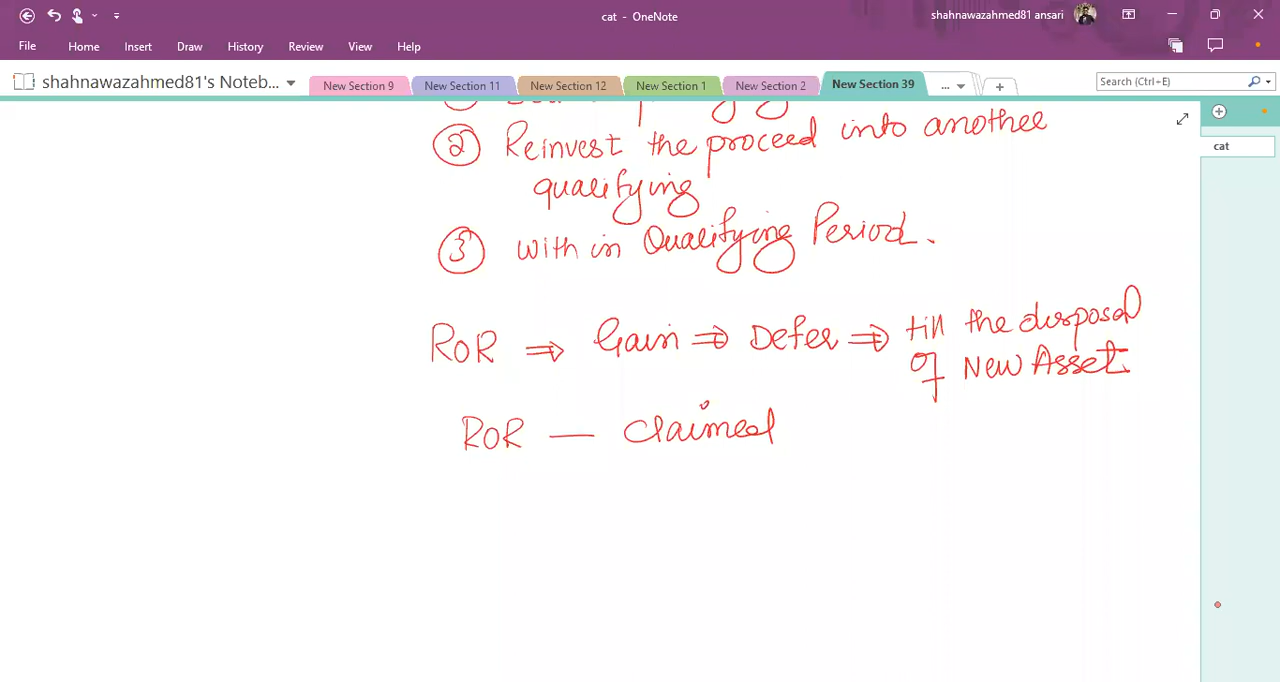 cat - OneNote
shahnawazahmed81 ansari
File Home Insert Draw History Review View Help
shahnawazahmed81's Noteb...
New Section 9 New Section 11 New Section 12 New Section 1 New Section 2 New Section 39 ...
Search (Ctrl+E)
cat
② Reinvest the proceed into another
qualifying
③ with in Qualifying Period.
ROR ⇒ Gain ⇒ Defer ⇒ till the disposal
of New Asset.
ROR — Claimed